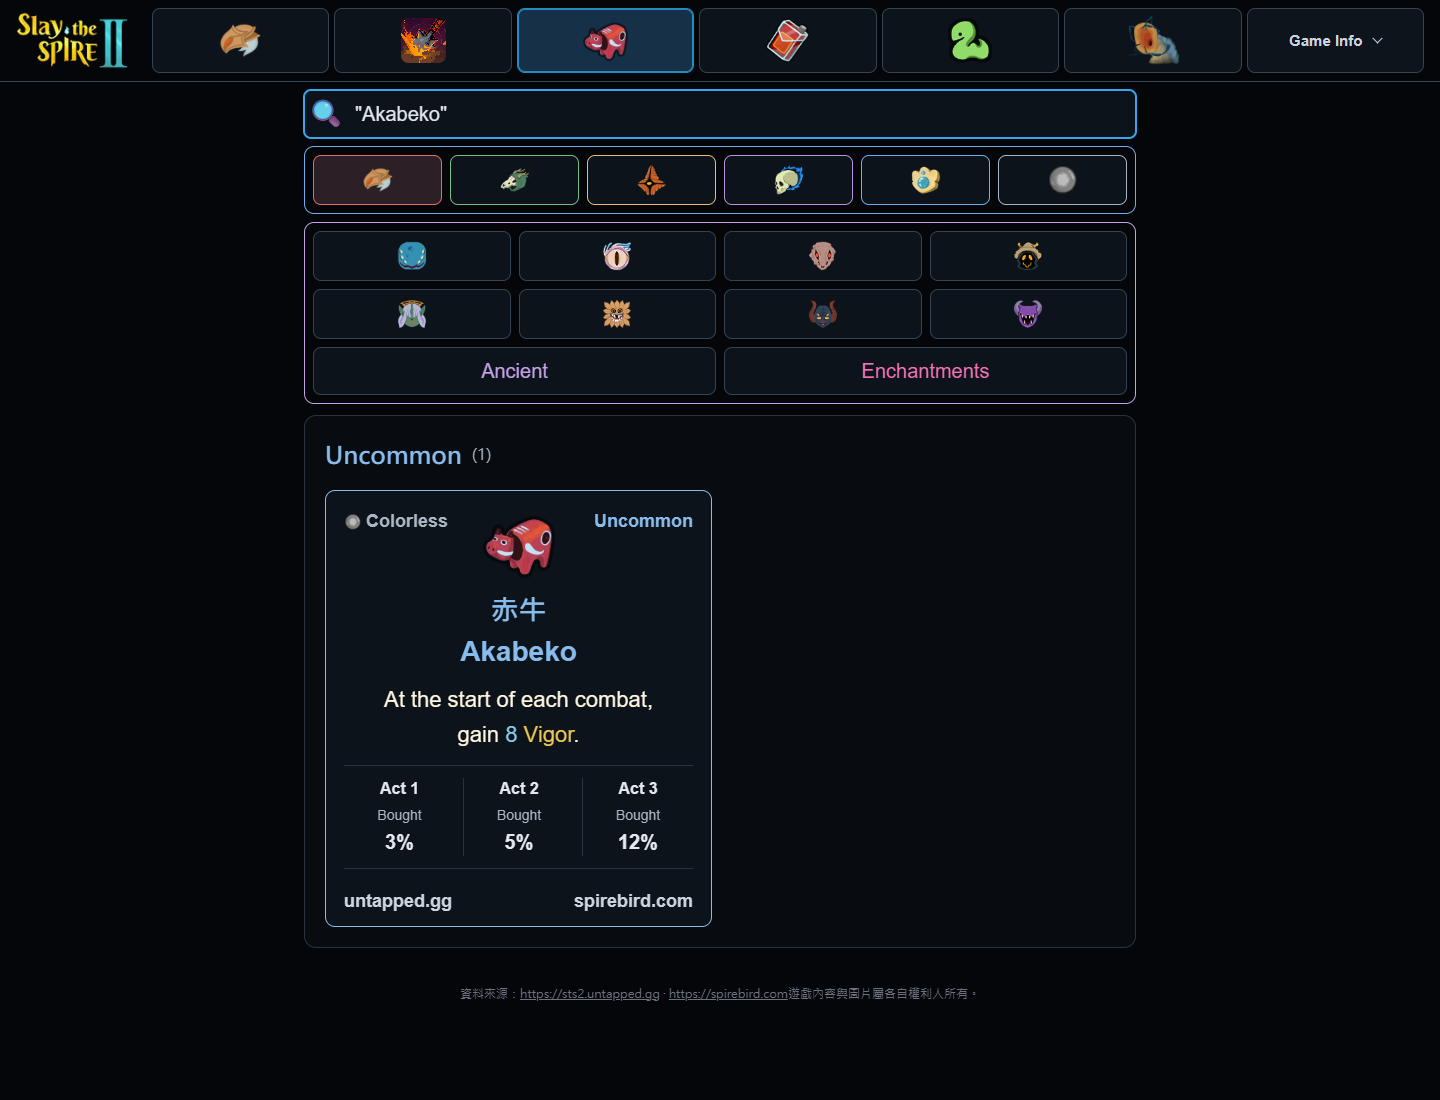 Slay the
SPIRE II
Game Info
"Akabeko"
Ancient
Enchantments
Uncommon (1)
Colorless
Uncommon
赤牛
Akabeko
At the start of each combat,
gain 8 Vigor.
Act 1
Bought
3%
Act 2
Bought
5%
Act 3
Bought
12%
untapped.gg
spirebird.com
資料來源：https://sts2.untapped.gg · https://spirebird.com遊戲內容與圖片屬各自權利人所有。